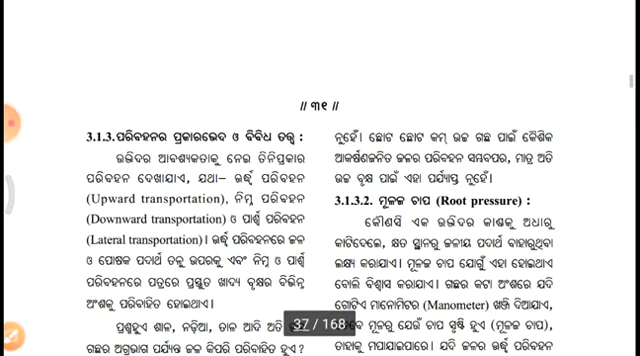 // ୩୧ //
3.1.3.ପରିବହନର ପ୍ରକାରଭେଦ ଓ ବିବିଧ ତତ୍ତ୍ୱ :
ଉଦ୍ଭିଦର ଆବଶ୍ୟକତାକୁ ନେଇ ତିନିପ୍ରକାର
ପରିବହନ ଦେଖାଯାଏ, ଯଥା– ଉର୍ଦ୍ଧ୍ୱ ପରିବହନ
(Upward transportation), ନିମ୍ନ ପରିବହନ
(Downward transportation) ଓ ପାର୍ଶ୍ୱ ପରିବହନ
(Lateral transportation)। ଉର୍ଦ୍ଧ୍ୱ ପରିବହନରେ ଜଳ
ଓ ପୋଷକ ପଦାର୍ଥ ତଳୁ ଉପରକୁ ଏବଂ ନିମ୍ନ ଓ ପାର୍ଶ୍ୱ
ପରିବହନରେ ପତ୍ରରେ ପ୍ରସ୍ତୁତ ଖାଦ୍ୟ ବୃକ୍ଷର ବିଭିନ୍ନ
ଅଂଶକୁ ପରିବାହିତ ହୋଇଥାଏ।
ପ୍ରଶ୍ନହୁଏ ଶାଳ, ନଡ଼ିଆ, ତାଳ ଆଦି ଅତି
ଗଛର ଅଗ୍ରଭାଗ ପର୍ଯ୍ୟନ୍ତ ଜଳ କିପରି ପରିବାହିତ ହୁଏ ?
ନୁହେଁ। ଛୋଟ ଛୋଟ କମ୍ ଉଚ୍ଚ ଗଛ ପାଇଁ କୈଶିକ
ଆକର୍ଷଣଜନିତ ଜଳର ପରିବହନ ସମ୍ଭବପର, ମାତ୍ର ଅତି
ଉଚ୍ଚ ବୃକ୍ଷ ପାଇଁ ଏହା ପର୍ଯ୍ୟାପ୍ତ ନୁହେଁ।
3.1.3.2. ମୂଳଜ ଚାପ (Root pressure) :
କୌଣସି ଏକ ଉଦ୍ଭିଦର କାଣ୍ଡକୁ ଅଧାରୁ
କାଟିଦେଲେ, କ୍ଷତ ସ୍ଥାନରୁ ଜଳୀୟ ପଦାର୍ଥ ବାହାରୁଥିବା
ଲକ୍ଷ୍ୟ କରାଯାଏ। ମୂଳଜ ଚାପ ଯୋଗୁଁ ଏହା ହୋଇଥାଏ
ବୋଲି ବିଶ୍ୱାସ କରାଯାଏ। ଗଛର କଟା ଅଂଶରେ ଯଦି
ଗୋଟିଏ ମାନୋମିଟର (Manometer) ଖଞ୍ଜି ଦିଆଯାଏ,
ମୂଳରୁ ଯେଉଁ ଚାପ ସୃଷ୍ଟି ହୁଏ (ମୂଳଜ ଚାପ),
ତାହାକୁ ମପାଯାଇପାରେ। ଯଦି ଜଳର ଉର୍ଦ୍ଧ୍ୱ ପରିବହନ
37 / 168